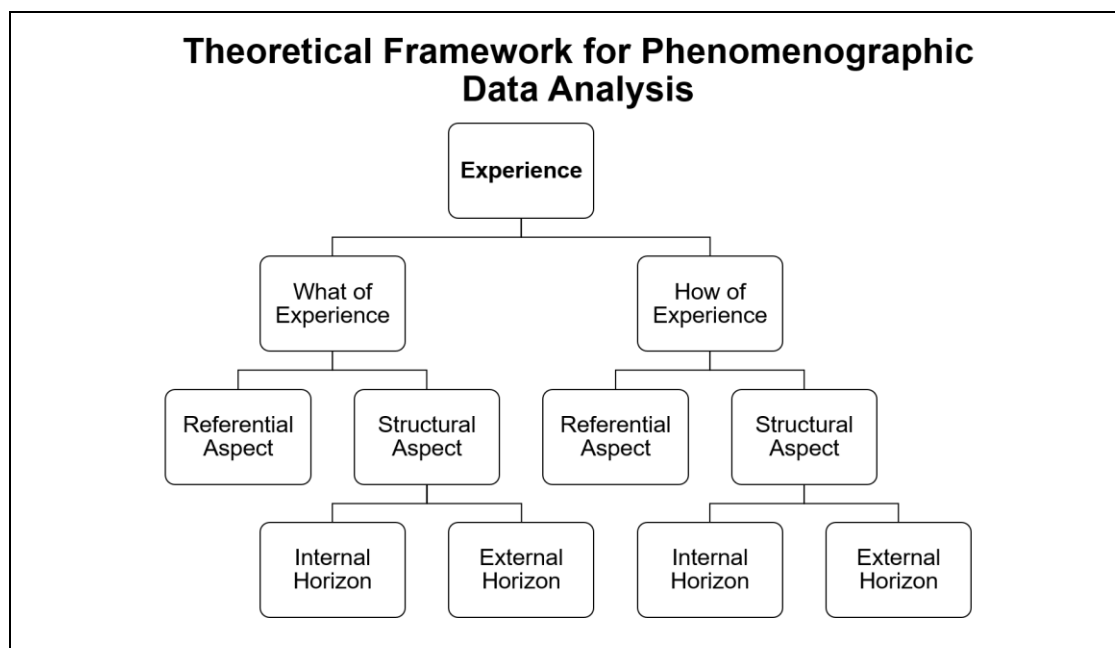 Theoretical Framework for Phenomenographic
Data Analysis
Experience
What of
Experience
How of
Experience
Referential
Aspect
Structural
Aspect
Referential
Aspect
Structural
Aspect
Internal
Horizon
External
Horizon
Internal
Horizon
External
Horizon